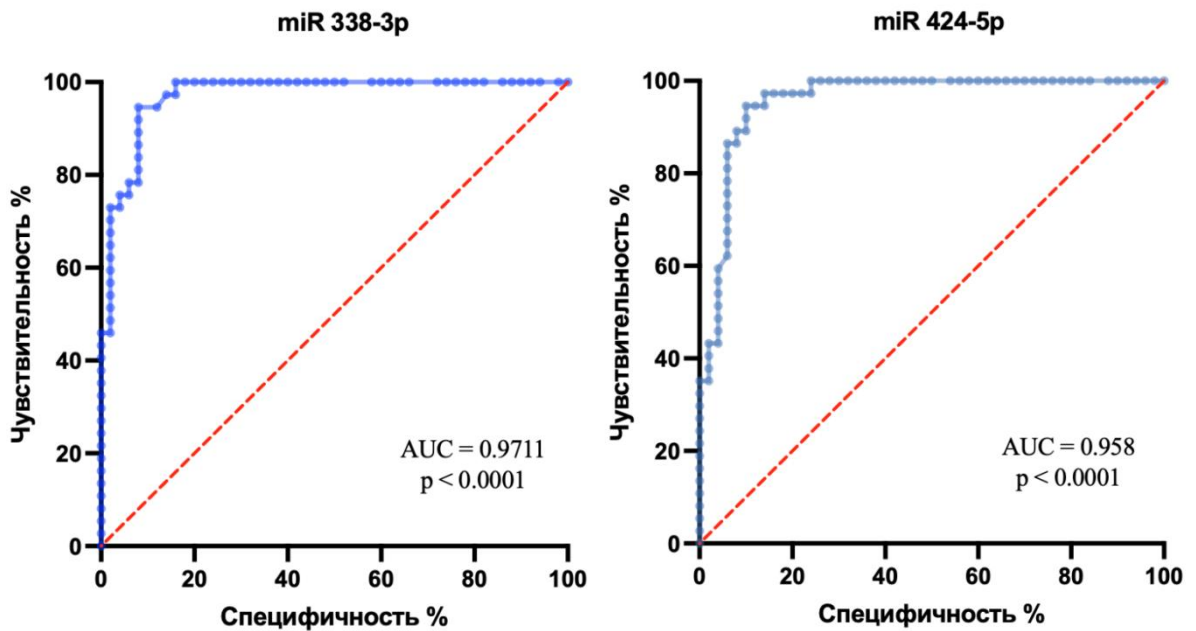 miR 338-3p
Чувствительность %
100
80
60
40
20
0
AUC = 0.9711
p < 0.0001
0 20 40 60 80 100
Специфичность %
miR 424-5p
Чувствительность %
100
80
60
40
20
0
AUC = 0.958
p < 0.0001
0 20 40 60 80 100
Специфичность %